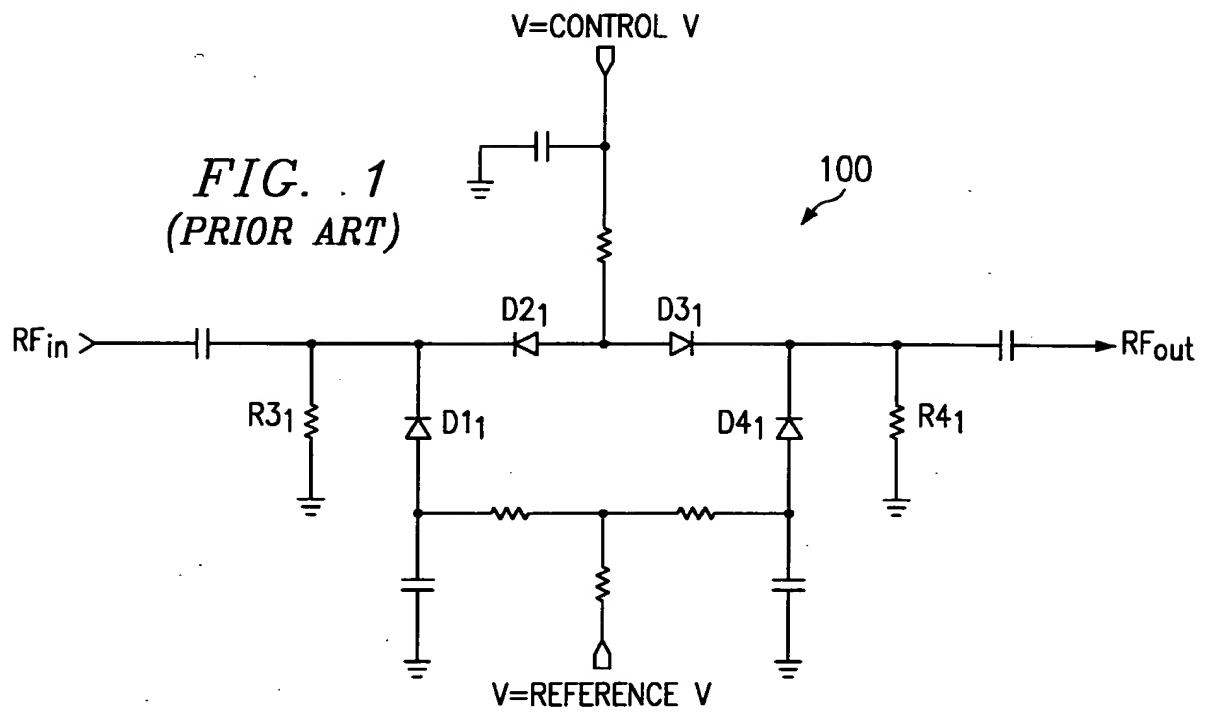 V=CONTROL V
FIG. 1
(PRIOR ART)
100
D2₁
D3₁
RFin
RFout
R3₁
D1₁
D4₁
R4₁
V=REFERENCE V